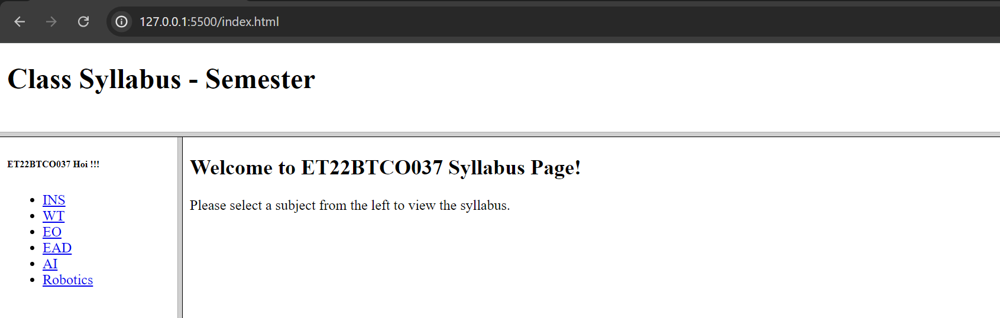 127.0.0.1:5500/index.html
Class Syllabus - Semester
ET22BTCO037 Hoi !!!
INS
WT
EO
EAD
AI
Robotics
Welcome to ET22BTCO037 Syllabus Page!
Please select a subject from the left to view the syllabus.